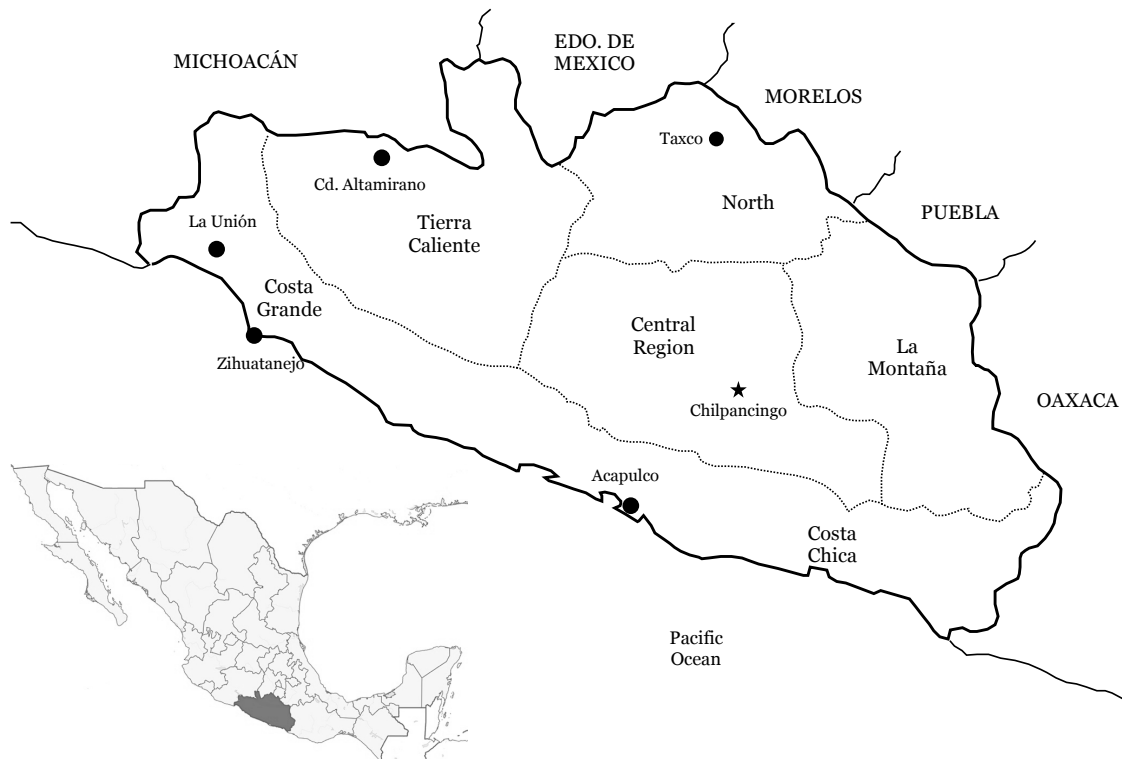 EDO. DE
MEXICO
MICHOACÁN
MORELOS
Taxco
Cd. Altamirano
North
PUEBLA
La Unión
Tierra
Caliente
Costa
Grande
Central
Region
La
Montaña
Zihuatanejo
OAXACA
Chilpancingo
Acapulco
Costa
Chica
Pacific
Ocean